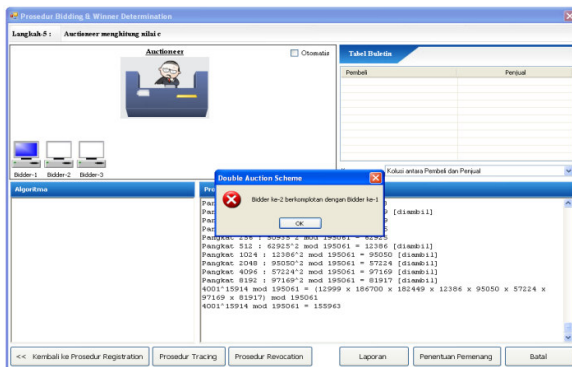 Prosedur Bidding & Winner Determination
Langkah-5 : Auctioneer menghitung nilai c
Auctioneer
Otomatis
Tabel Buletin
Pembeli Penjual
Bidder-1 Bidder-2 Bidder-3
Kolusi antara Pembeli dan Penjual
Algoritma
Double Auction Scheme
Bidder ke-2 berkomplotan dengan Bidder ke-1
OK
[diambil]
Pangkat 512 : 62925^2 mod 195061 = 12386 [diambil]
Pangkat 1024 : 12386^2 mod 195061 = 95050 [diambil]
Pangkat 2048 : 95050^2 mod 195061 = 57224 [diambil]
Pangkat 4096 : 57224^2 mod 195061 = 97169 [diambil]
Pangkat 8192 : 97169^2 mod 195061 = 81917 [diambil]
4001^15914 mod 195061 = (12999 x 186700 x 182449 x 12386 x 95050 x 57224 x
97169 x 81917) mod 195061
4001^15914 mod 195061 = 155963
<< Kembali ke Prosedur Registration Prosedur Tracing Prosedur Revocation Laporan Penentuan Pemenang Batal